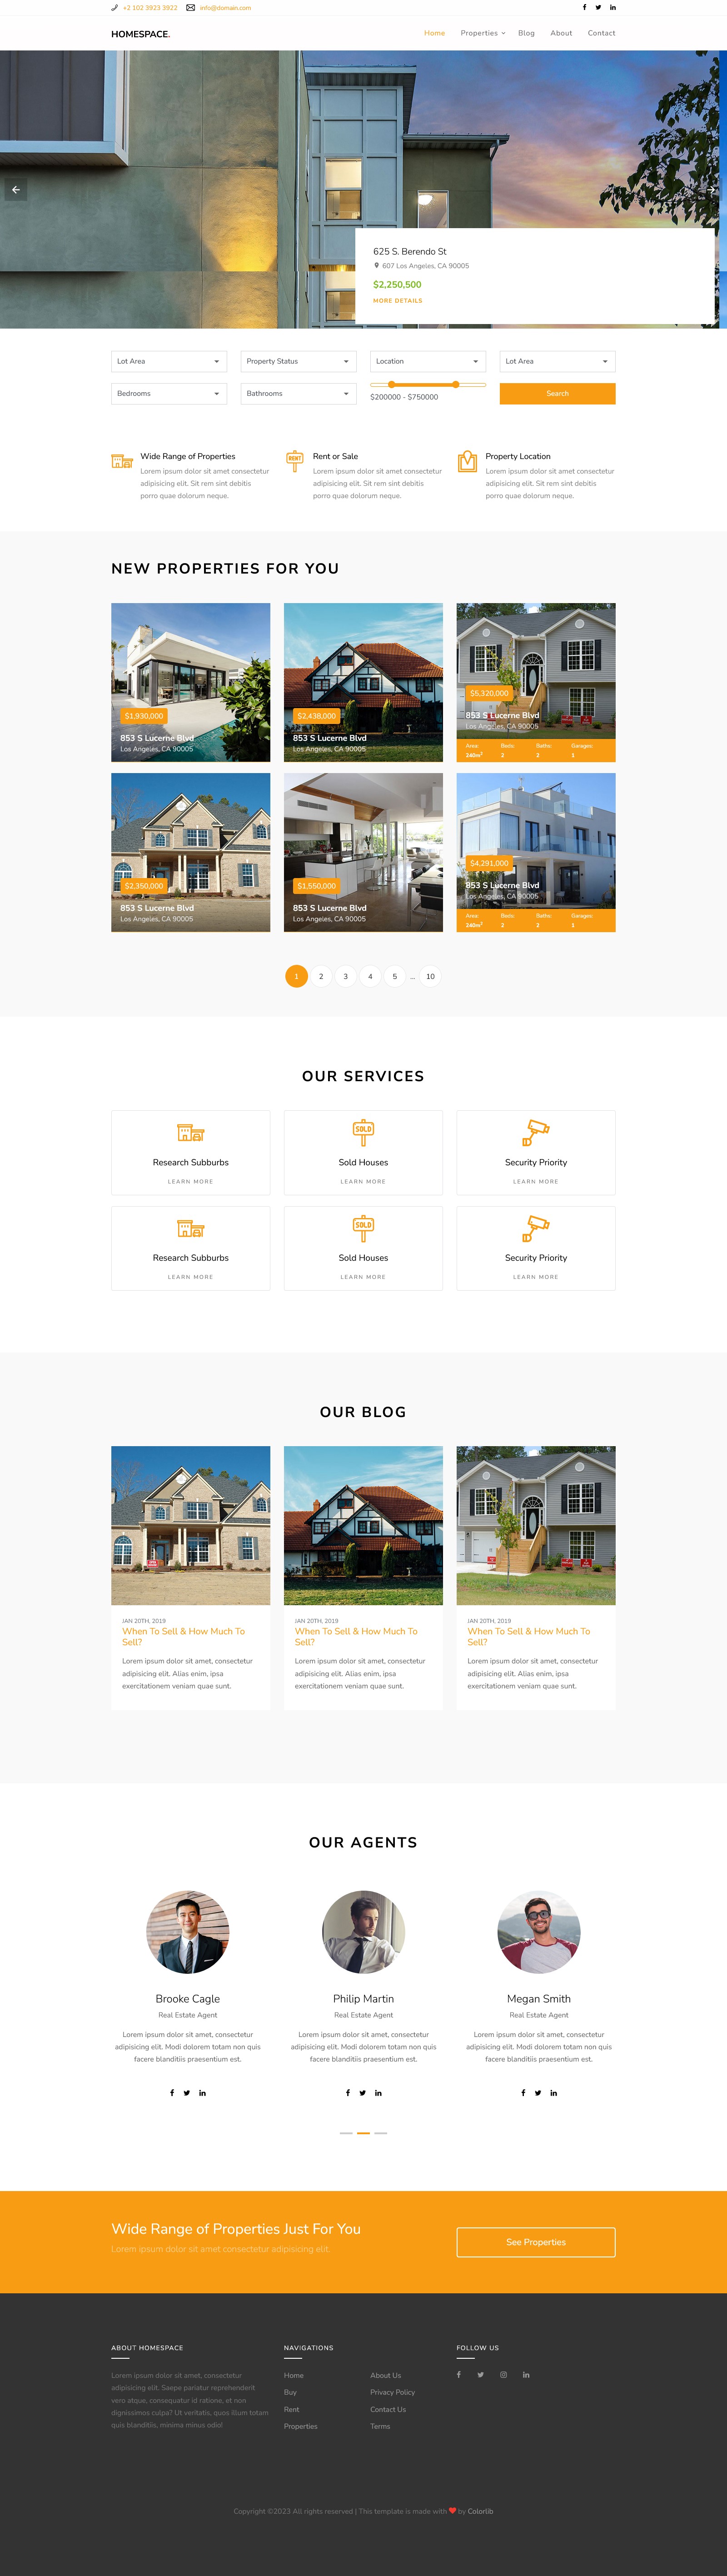 +2 102 3923 3922 info@domain.com
HOMESPACE.
Home Properties Blog About Contact
625 S. Berendo St
607 Los Angeles, CA 90005
$2,250,500
MORE DETAILS
Lot Area Property Status Location Lot Area
Bedrooms Bathrooms $200000 - $750000 Search
Wide Range of Properties
Lorem ipsum dolor sit amet consectetur
adipisicing elit. Sit rem sint debitis
porro quae dolorum neque.
Rent or Sale
Lorem ipsum dolor sit amet consectetur
adipisicing elit. Sit rem sint debitis
porro quae dolorum neque.
Property Location
Lorem ipsum dolor sit amet consectetur
adipisicing elit. Sit rem sint debitis
porro quae dolorum neque.
NEW PROPERTIES FOR YOU
$1,930,000
853 S Lucerne Blvd
Los Angeles, CA 90005
$2,438,000
853 S Lucerne Blvd
Los Angeles, CA 90005
$5,320,000
853 S Lucerne Blvd
Los Angeles, CA 90005
Area: Beds: Baths: Garages:
240m² 2 2 1
$2,350,000
853 S Lucerne Blvd
Los Angeles, CA 90005
$1,550,000
853 S Lucerne Blvd
Los Angeles, CA 90005
$4,291,000
853 S Lucerne Blvd
Los Angeles, CA 90005
Area: Beds: Baths: Garages:
240m² 2 2 1
1 2 3 4 5 ... 10
OUR SERVICES
Research Subburbs
LEARN MORE
SOLD
Sold Houses
LEARN MORE
Security Priority
LEARN MORE
Research Subburbs
LEARN MORE
SOLD
Sold Houses
LEARN MORE
Security Priority
LEARN MORE
OUR BLOG
JAN 20TH, 2019
When To Sell & How Much To
Sell?
Lorem ipsum dolor sit amet, consectetur
adipisicing elit. Alias enim, ipsa
exercitationem veniam quae sunt.
JAN 20TH, 2019
When To Sell & How Much To
Sell?
Lorem ipsum dolor sit amet, consectetur
adipisicing elit. Alias enim, ipsa
exercitationem veniam quae sunt.
JAN 20TH, 2019
When To Sell & How Much To
Sell?
Lorem ipsum dolor sit amet, consectetur
adipisicing elit. Alias enim, ipsa
exercitationem veniam quae sunt.
OUR AGENTS
Brooke Cagle
Real Estate Agent
Lorem ipsum dolor sit amet, consectetur
adipisicing elit. Modi dolorem totam non quis
facere blanditiis praesentium est.
Philip Martin
Real Estate Agent
Lorem ipsum dolor sit amet, consectetur
adipisicing elit. Modi dolorem totam non quis
facere blanditiis praesentium est.
Megan Smith
Real Estate Agent
Lorem ipsum dolor sit amet, consectetur
adipisicing elit. Modi dolorem totam non quis
facere blanditiis praesentium est.
Wide Range of Properties Just For You
Lorem ipsum dolor sit amet consectetur adipisicing elit.
See Properties
ABOUT HOMESPACE
Lorem ipsum dolor sit amet, consectetur
adipisicing elit. Saepe pariatur reprehenderit
vero atque, consequatur id ratione, et non
dignissimos culpa? Ut veritatis, quos illum totam
quis blanditiis, minima minus odio!
NAVIGATIONS
Home About Us
Buy Privacy Policy
Rent Contact Us
Properties Terms
FOLLOW US
Copyright ©2023 All rights reserved | This template is made with by Colorlib